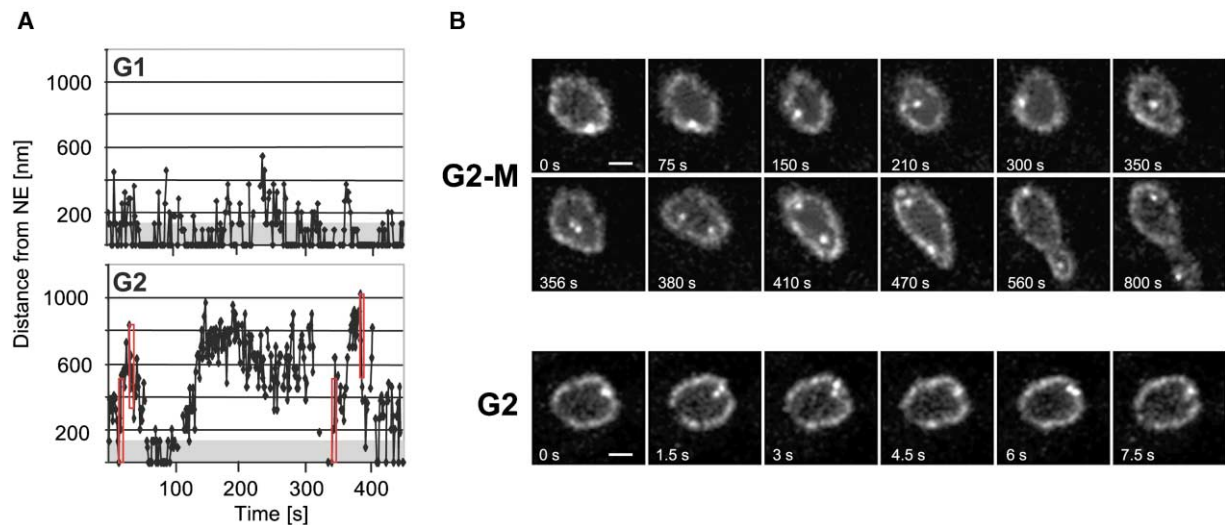 A
B
G1
1000
600
200
G2
1000
600
200
100 200 300 400
Time [s]
Distance from NE [nm]
G2-M
0 s 75 s 150 s 210 s 300 s 350 s
356 s 380 s 410 s 470 s 560 s 800 s
G2
0 s 1.5 s 3 s 4.5 s 6 s 7.5 s